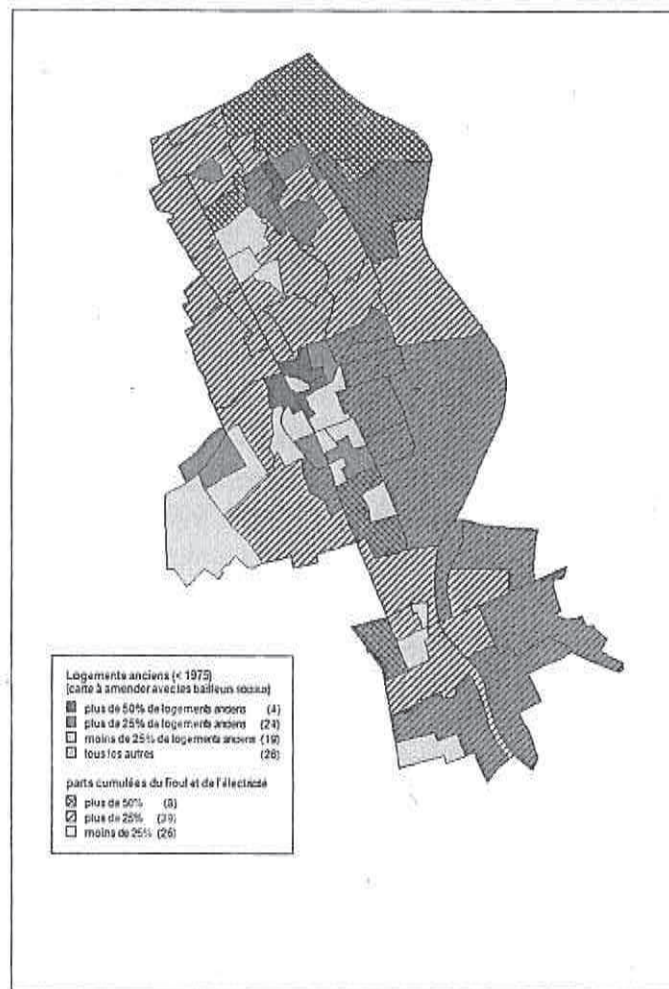 Logements anciens (< 1975)
(carte à amender avec les bailleurs sociaux)
plus de 50% de logements anciens (4)
plus de 25% de logements anciens (24)
moins de 25% de logements anciens (19)
tous les autres (26)
parts cumulées du fioul et de l'électricité
plus de 50% (8)
plus de 25% (39)
moins de 25% (26)